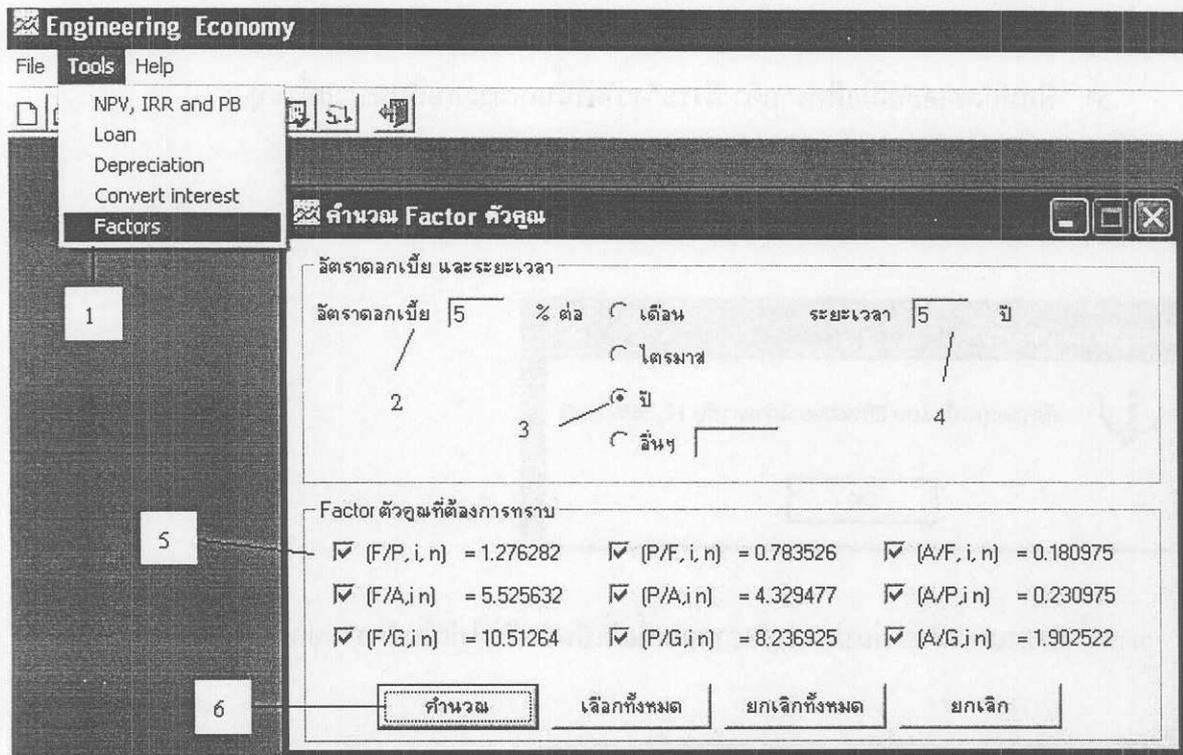 Engineering Economy
File Tools Help
NPV, IRR and PB
Loan
Depreciation
Convert interest
Factors
1
คำนวณ Factor ตัวคูณ
อัตราดอกเบี้ย และระยะเวลา
อัตราดอกเบี้ย 5 % ต่อ เดือน ระยะเวลา 5 ปี
ไตรมาส
2
ปี
3
4
อื่นๆ
Factor ตัวคูณที่ต้องการทราบ
5
(F/P, i, n) = 1.276282 (P/F, i, n) = 0.783526 (A/F, i, n) = 0.180975
(F/A,i n) = 5.525632 (P/A,i n) = 4.329477 (A/P,i n) = 0.230975
(F/G,i n) = 10.51264 (P/G,i n) = 8.236925 (A/G,i n) = 1.902522
6
คำนวณ เลือกทั้งหมด ยกเลิกทั้งหมด ยกเลิก